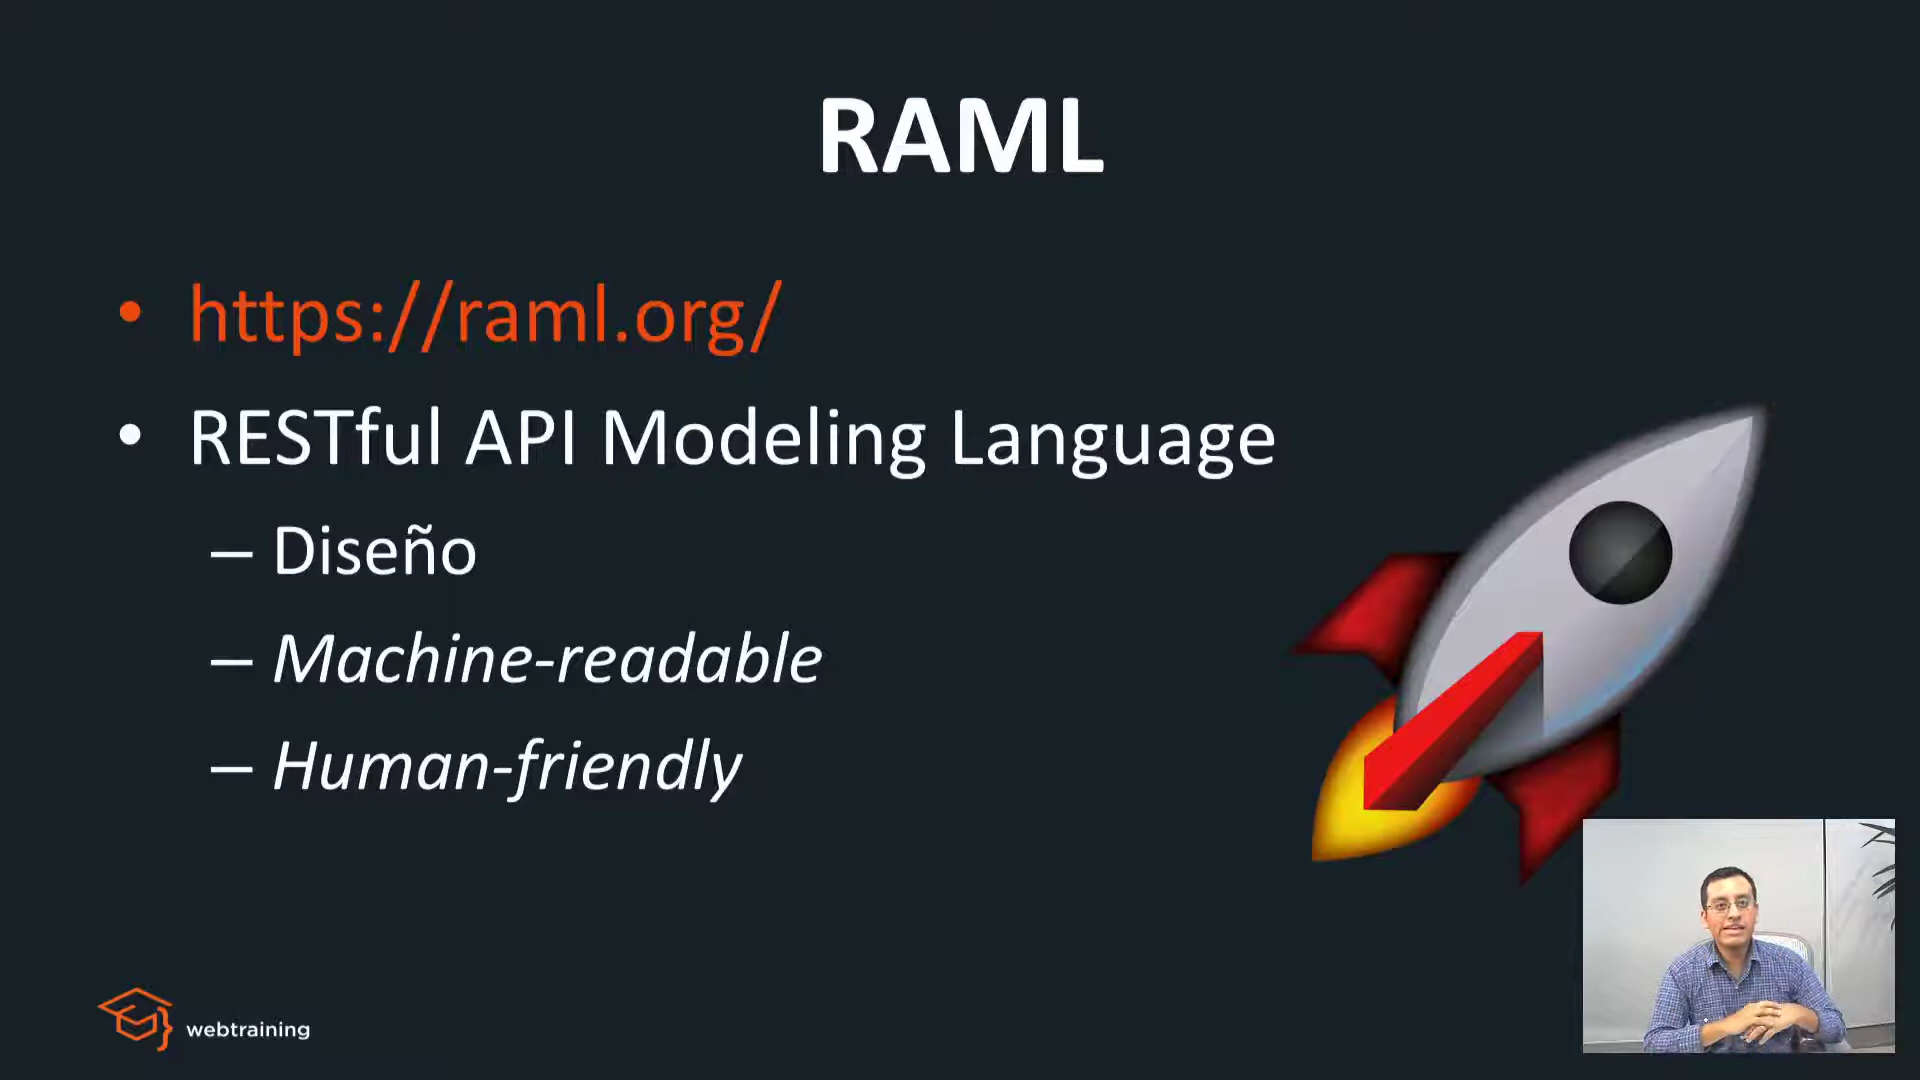 RAML
• https://raml.org/
• RESTful API Modeling Language
– Diseño
– Machine-readable
– Human-friendly
webtraining